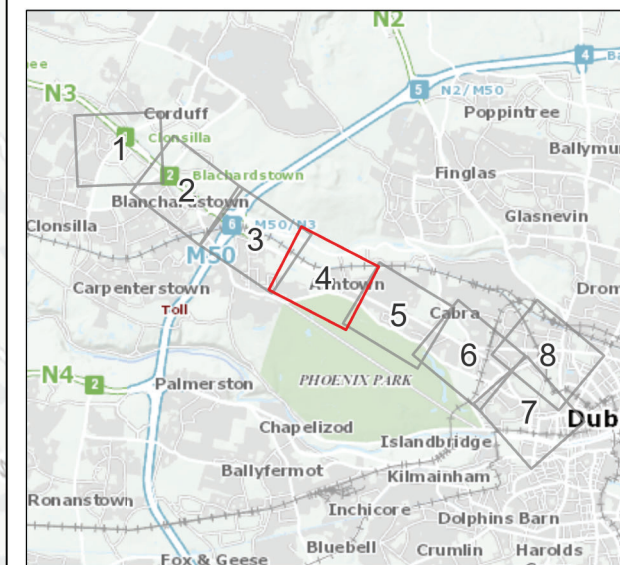 N2
4
Ba
5
N2/M50
ee
N3
Corduff
Poppintree
1
Clonsilla
Ballymu
2
Blachardstown
Finglas
2
Blanchardstown
Glasnevin
Clonsilla
6
M50/N3
3
M50
4
Ashtown
Carpenterstown
Drom
Toll
5
Cabra
6
8
N4
2
Palmerston
PHOENIX PARK
7
Dub
Chapelizod
Islandbridge
Ballyfermot
Kilmainham
Ronanstown
Inchicore
Dolphins Barn
Bluebell
Crumlin
Harolds
Fox & Geese